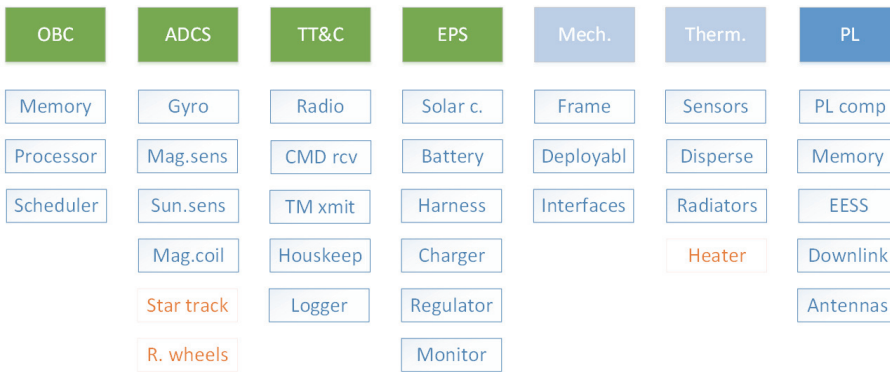 OBC ADCS TT&C EPS Mech. Therm. PL
Memory Gyro Radio Solar c. Frame Sensors PL comp
Processor Mag.sens CMD rcv Battery Deployabl Disperse Memory
Scheduler Sun.sens TM xmit Harness Interfaces Radiators EESS
Mag.coil Houskeep Charger Heater Downlink
Star track Logger Regulator Antennas
R. wheels Monitor